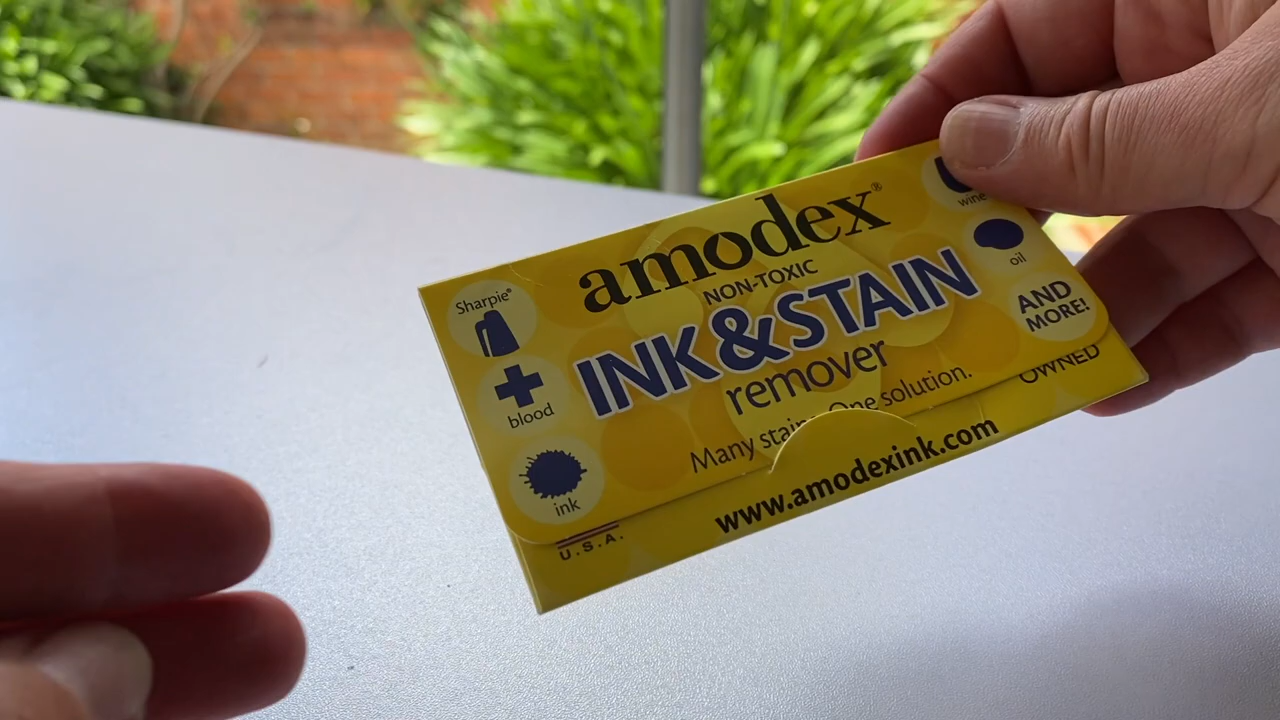 amodex®
NON-TOXIC
INK & STAIN
remover
Many stains. One solution.
www.amodexink.com
Sharpie®
blood
ink
U.S.A.
wine
oil
AND
MORE!
OWNED